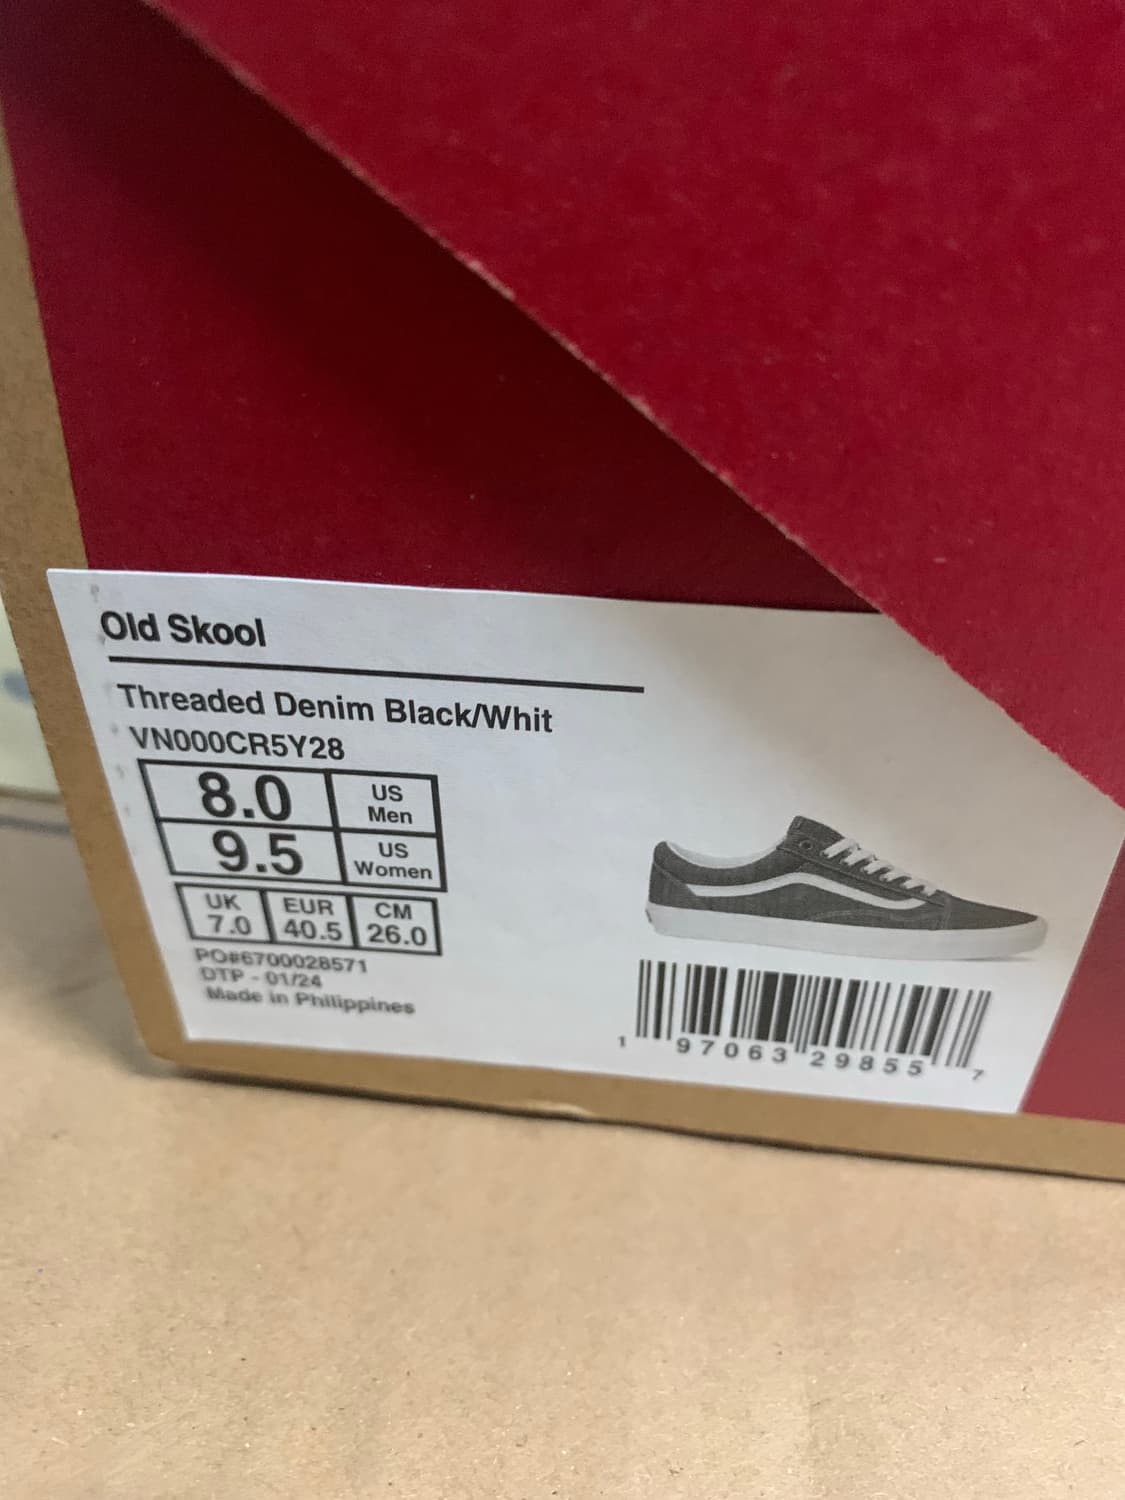 Old Skool
Threaded Denim Black/Whit
VN000CR5Y28
8.0 US Men
9.5 US Women
UK EUR CM
7.0 40.5 26.0
PO#6700028571
DTP - 01/24
Made in Philippines
1 97063 29855 7